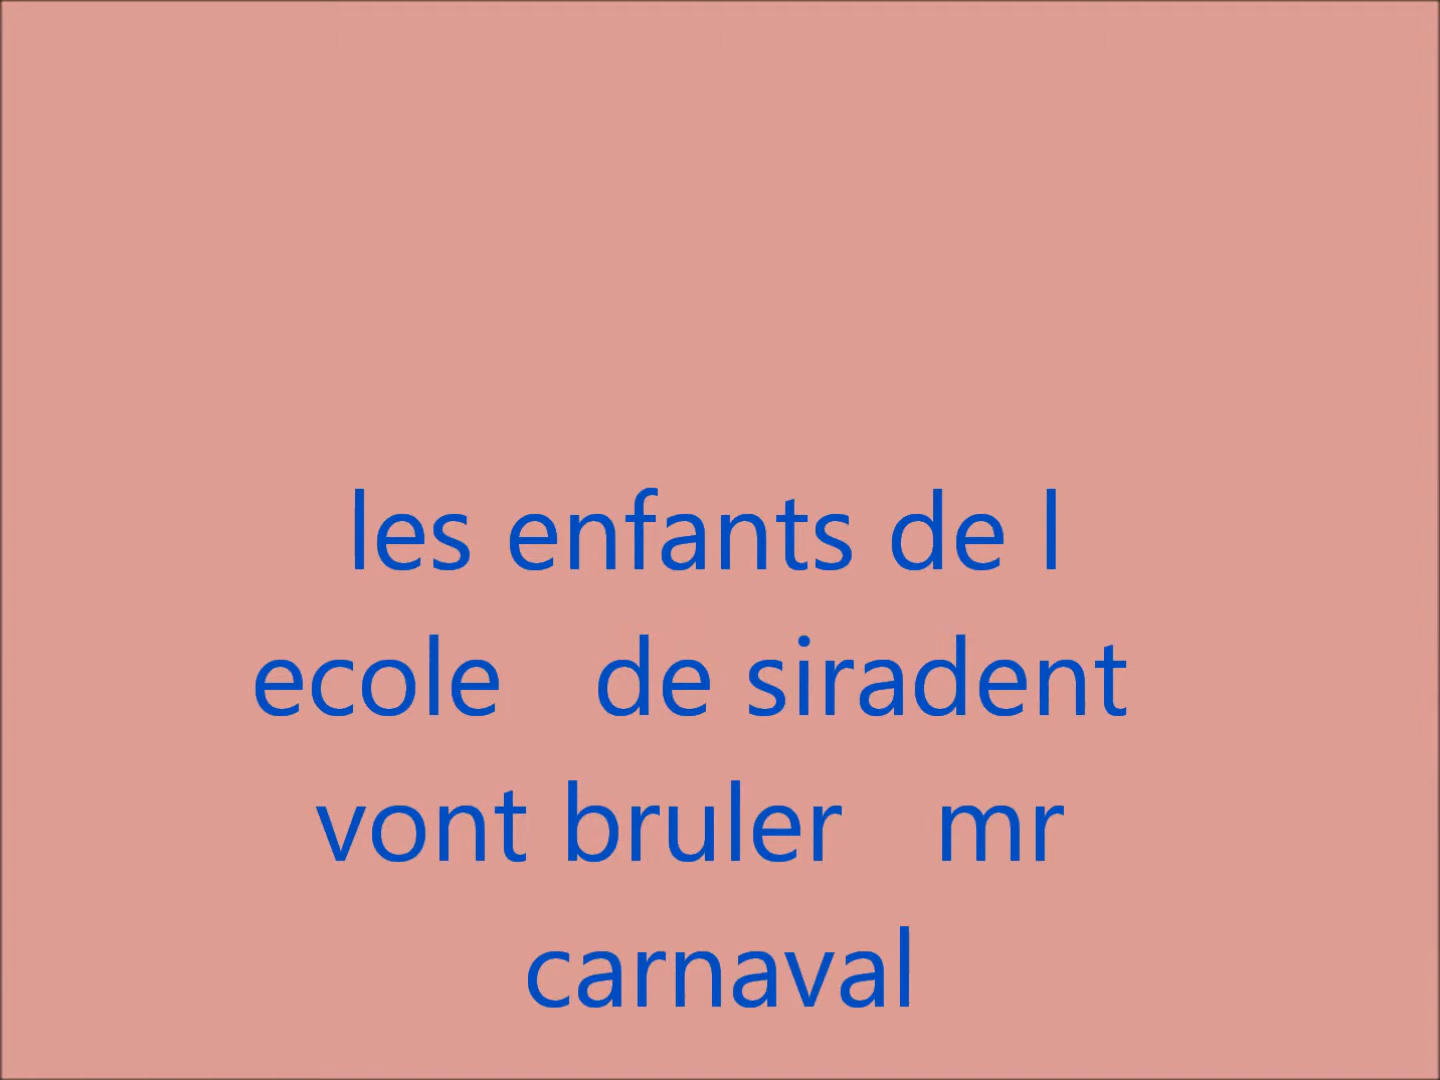 les enfants de l
ecole de siradent
vont bruler mr
carnaval